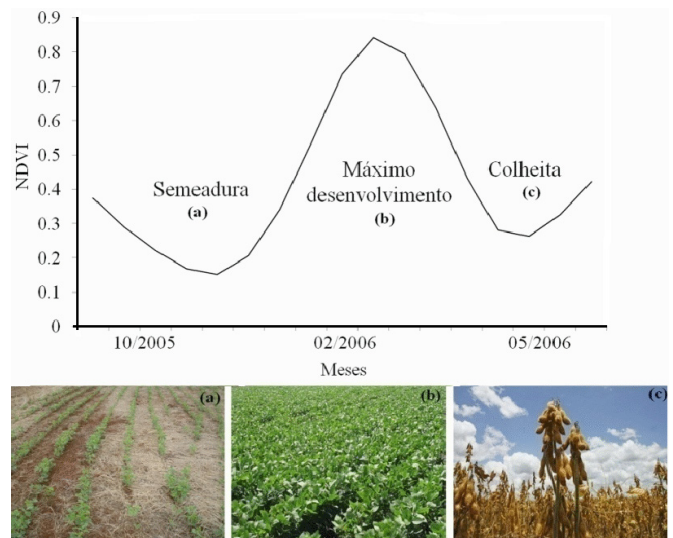 0.9
0.8
0.7
0.6
0.5
0.4
0.3
0.2
0.1
0
NDVI
Semeadura
(a)
Máximo
desenvolvimento
(b)
Colheita
(c)
10/2005 02/2006 05/2006
Meses
(a) (b) (c)